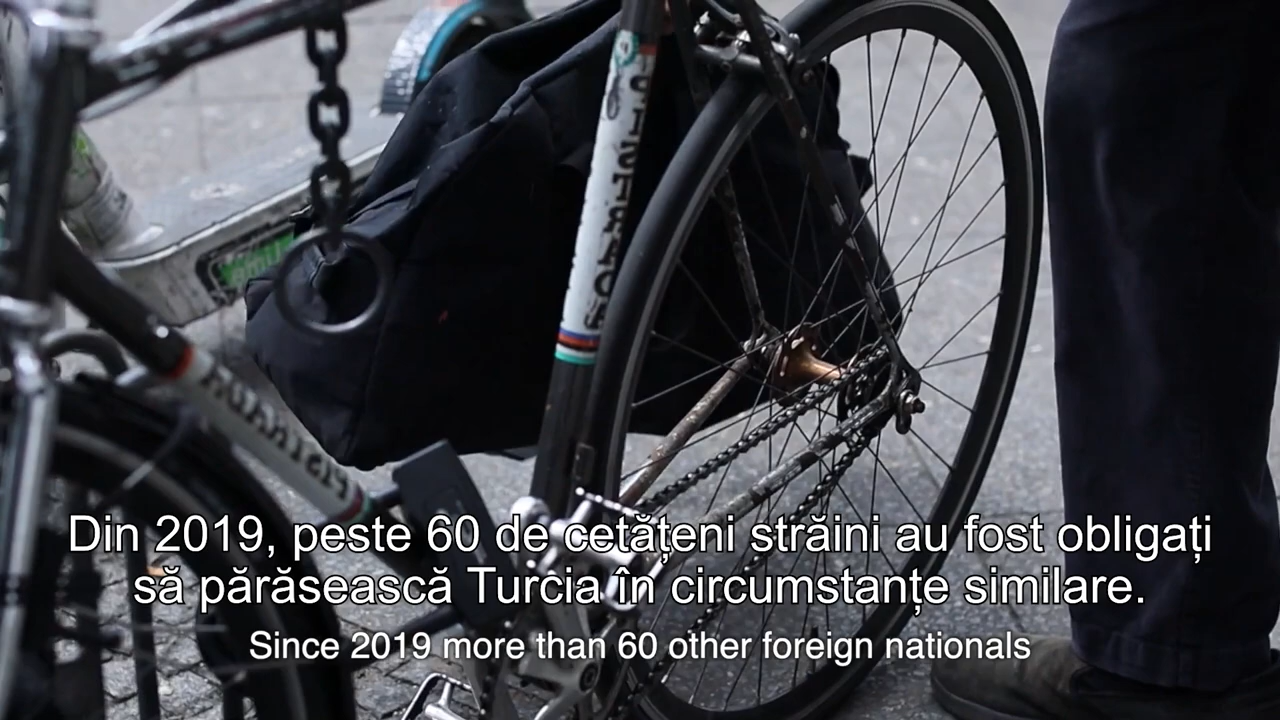 Din 2019, peste 60 de cetățeni străini au fost obligați
să părăsească Turcia în circumstanțe similare.
Since 2019 more than 60 other foreign nationals